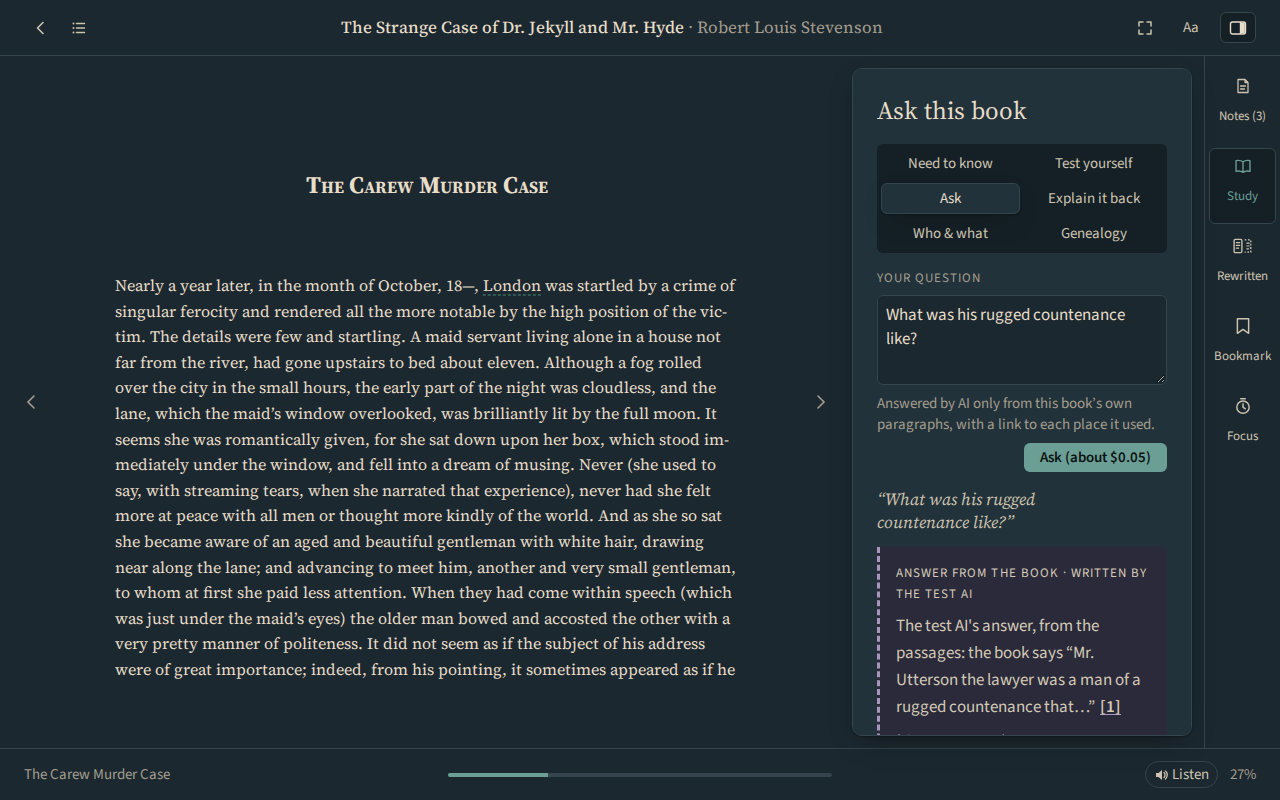 The Strange Case of Dr. Jekyll and Mr. Hyde · Robert Louis Stevenson
Aa
The Carew Murder Case
Nearly a year later, in the month of October, 18—, London was startled by a crime of
singular ferocity and rendered all the more notable by the high position of the vic-
tim. The details were few and startling. A maid servant living alone in a house not
far from the river, had gone upstairs to bed about eleven. Although a fog rolled
over the city in the small hours, the early part of the night was cloudless, and the
lane, which the maid’s window overlooked, was brilliantly lit by the full moon. It
seems she was romantically given, for she sat down upon her box, which stood im-
mediately under the window, and fell into a dream of musing. Never (she used to
say, with streaming tears, when she narrated that experience), never had she felt
more at peace with all men or thought more kindly of the world. And as she so sat
she became aware of an aged and beautiful gentleman with white hair, drawing
near along the lane; and advancing to meet him, another and very small gentleman,
to whom at first she paid less attention. When they had come within speech (which
was just under the maid’s eyes) the older man bowed and accosted the other with a
very pretty manner of politeness. It did not seem as if the subject of his address
were of great importance; indeed, from his pointing, it sometimes appeared as if he
Ask this book
Need to know
Test yourself
Ask
Explain it back
Who & what
Genealogy
YOUR QUESTION
What was his rugged countenance
like?
Answered by AI only from this book’s own
paragraphs, with a link to each place it used.
Ask (about $0.05)
“What was his rugged
countenance like?”
ANSWER FROM THE BOOK · WRITTEN BY
THE TEST AI
The test AI's answer, from the
passages: the book says “Mr.
Utterson the lawyer was a man of a
rugged countenance that…” [1]
Notes (3)
Study
Rewritten
Bookmark
Focus
The Carew Murder Case
Listen
27%